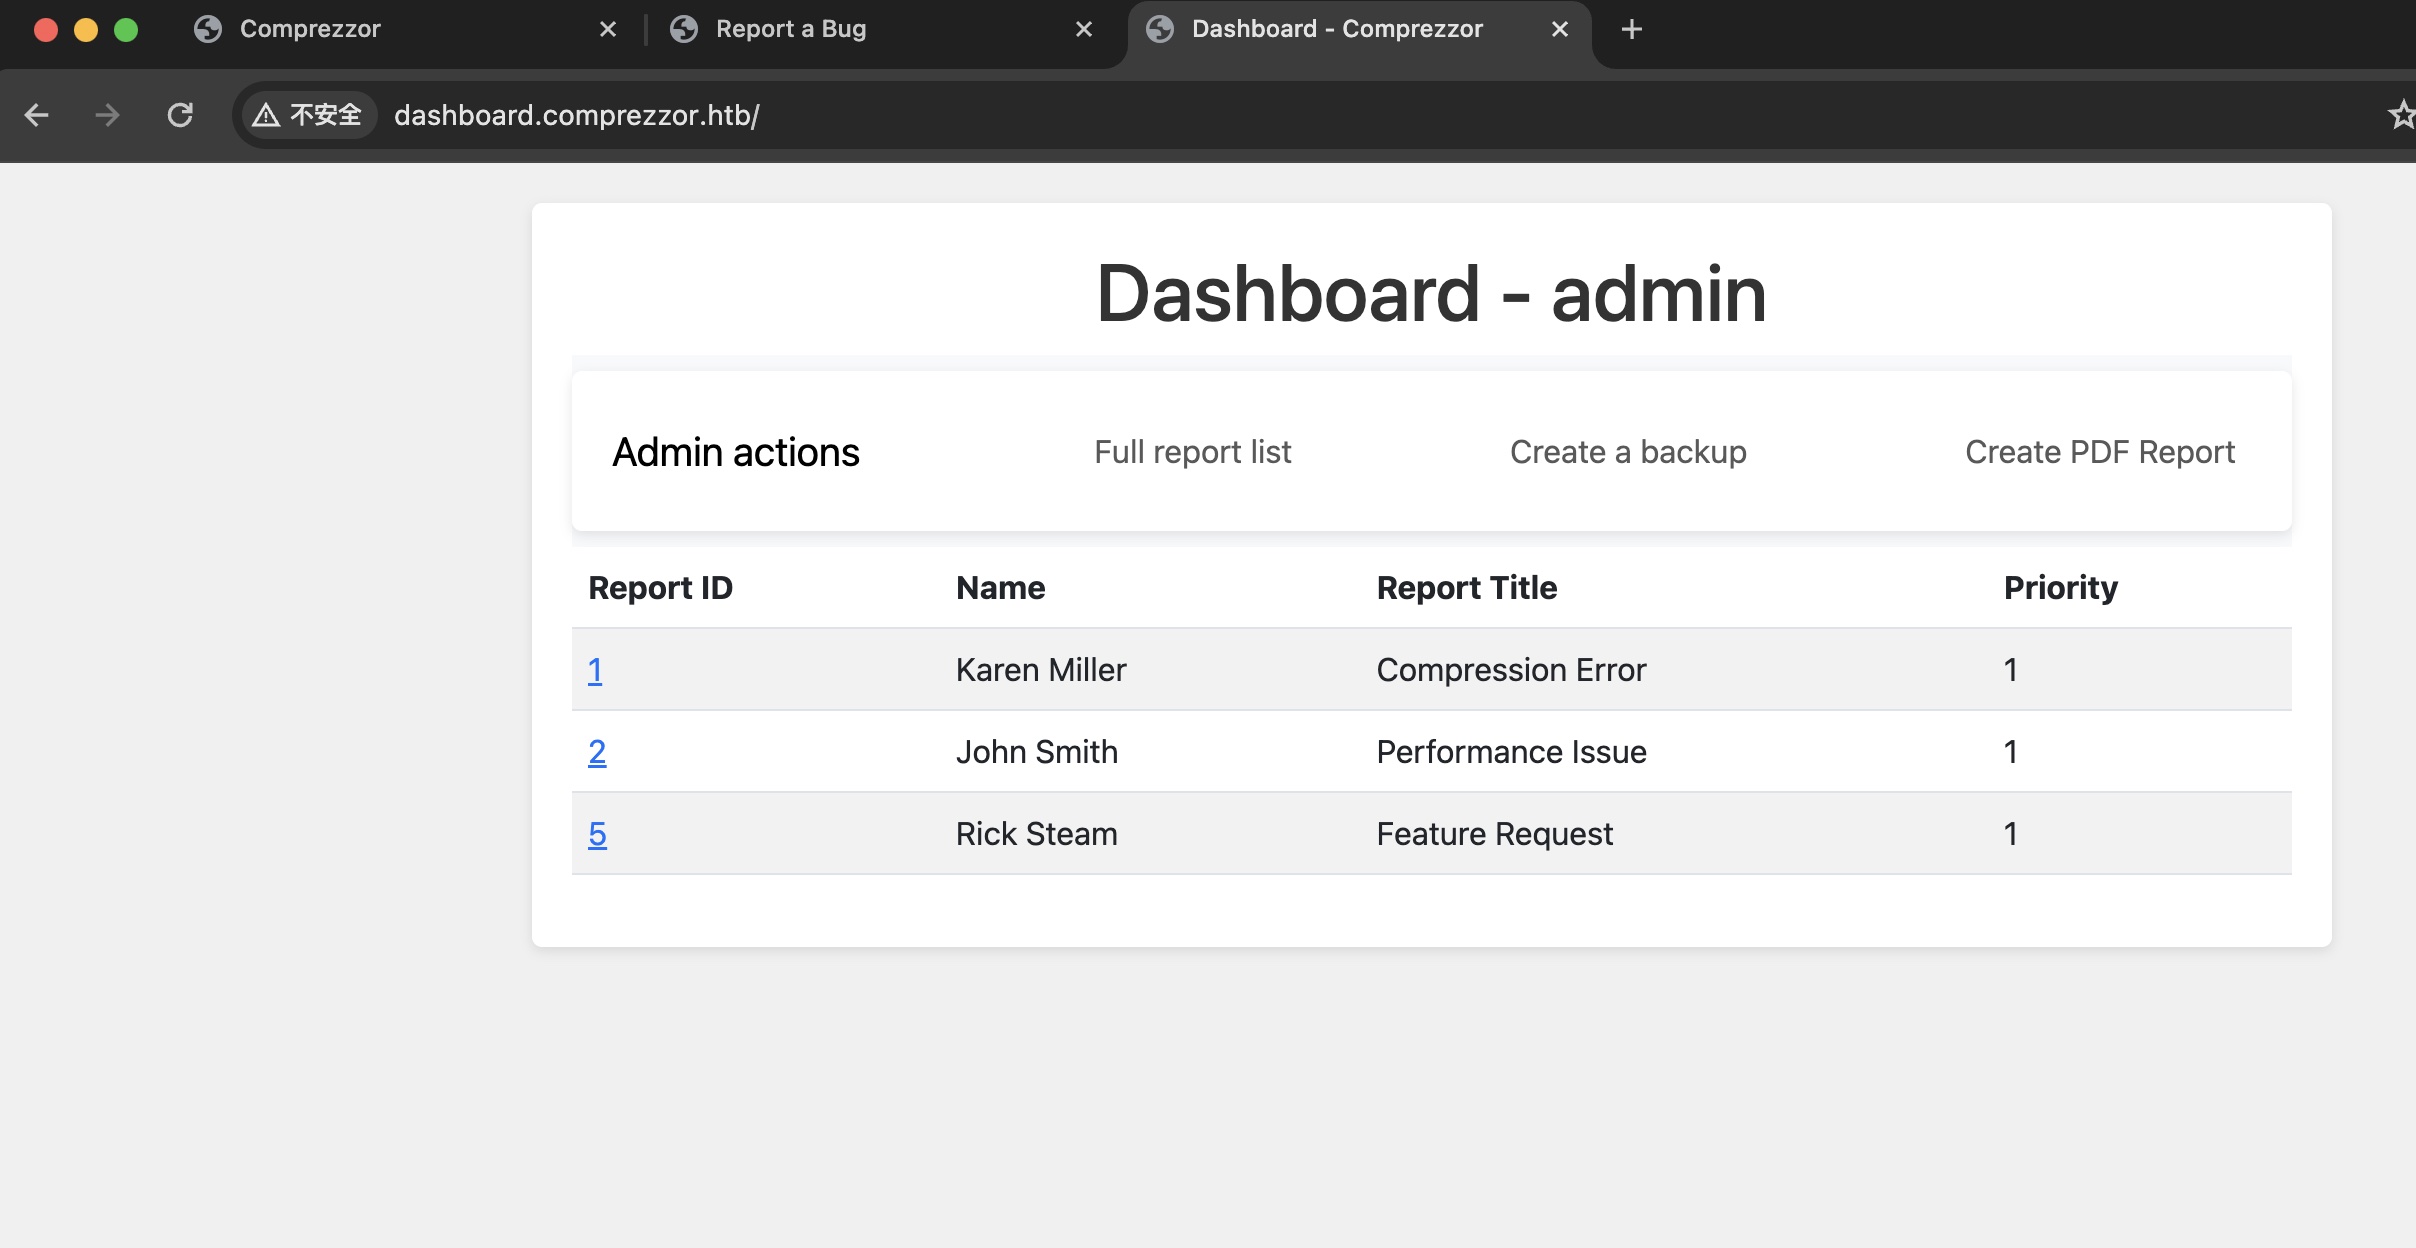 Comprezzor
Report a Bug
Dashboard - Comprezzor
不安全 dashboard.comprezzor.htb/
Dashboard - admin
Admin actions Full report list Create a backup Create PDF Report
Report ID Name Report Title Priority
1 Karen Miller Compression Error 1
2 John Smith Performance Issue 1
5 Rick Steam Feature Request 1